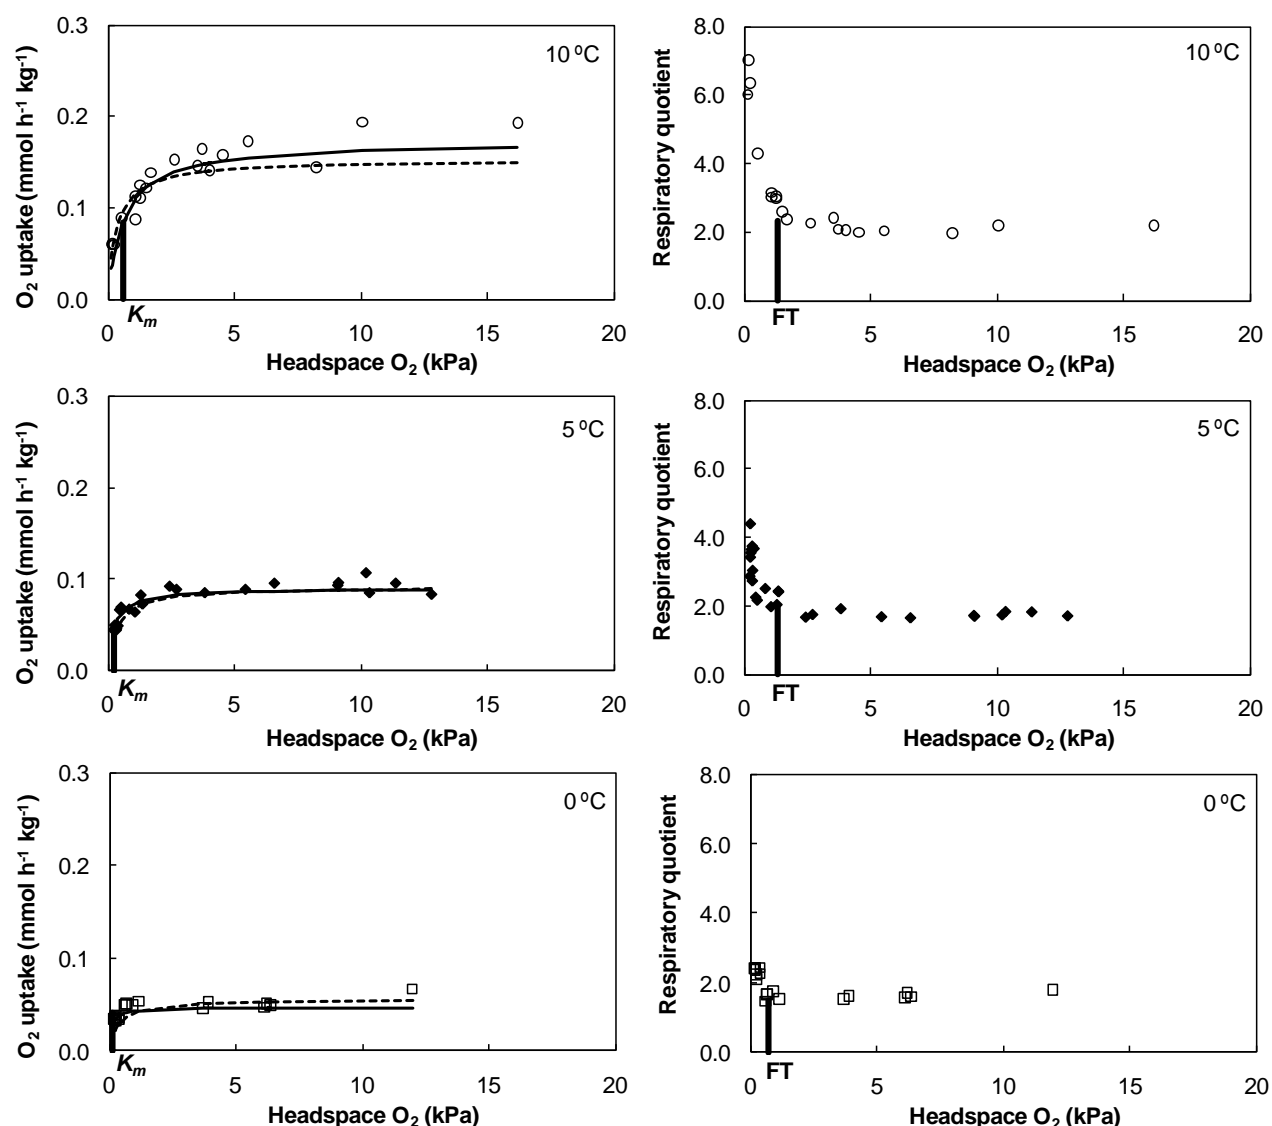 O₂ uptake (mmol h⁻¹ kg⁻¹)
0.3
0.2
0.1
0.0
10 ºC
Kₘ
0 5 10 15 20
Headspace O₂ (kPa)
Respiratory quotient
8.0
6.0
4.0
2.0
0.0
10 ºC
FT
0 5 10 15 20
Headspace O₂ (kPa)
O₂ uptake (mmol h⁻¹ kg⁻¹)
0.3
0.2
0.1
0.0
5 ºC
Kₘ
0 5 10 15 20
Headspace O₂ (kPa)
Respiratory quotient
8.0
6.0
4.0
2.0
0.0
5 ºC
FT
0 5 10 15 20
Headspace O₂ (kPa)
O₂ uptake (mmol h⁻¹ kg⁻¹)
0.3
0.2
0.1
0.0
0 ºC
Kₘ
0 5 10 15 20
Headspace O₂ (kPa)
Respiratory quotient
8.0
6.0
4.0
2.0
0.0
0 ºC
FT
0 5 10 15 20
Headspace O₂ (kPa)